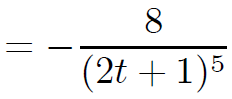 = -\frac{8}{(2t + 1)^5}